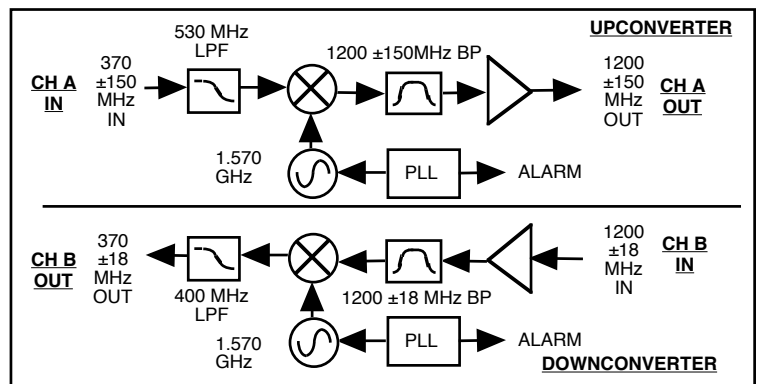 UPCONVERTER
530 MHz
LPF
1200 ±150MHz BP
CH A
IN
370
±150
MHz
IN
1200
±150
MHz
OUT
CH A
OUT
1.570
GHz
PLL
ALARM
CH B
OUT
370
±18
MHz
OUT
400 MHz
LPF
1200 ±18 MHz BP
1200
±18
MHz
IN
CH B
IN
1.570
GHz
PLL
ALARM
DOWNCONVERTER